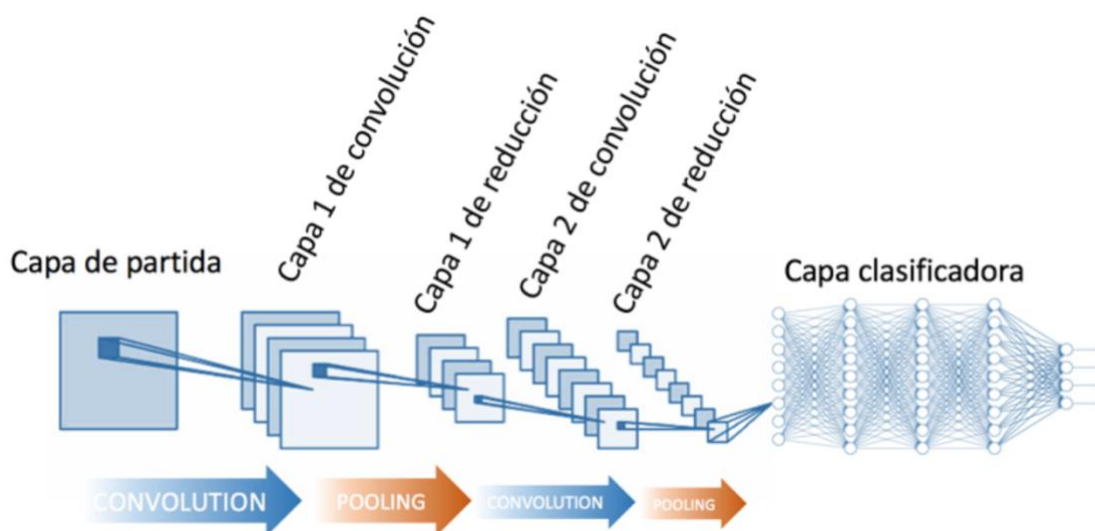 Capa de partida
Capa 1 de convolución
Capa 1 de reducción
Capa 2 de convolución
Capa 2 de reducción
Capa clasificadora
CONVOLUTION
POOLING
CONVOLUTION
POOLING